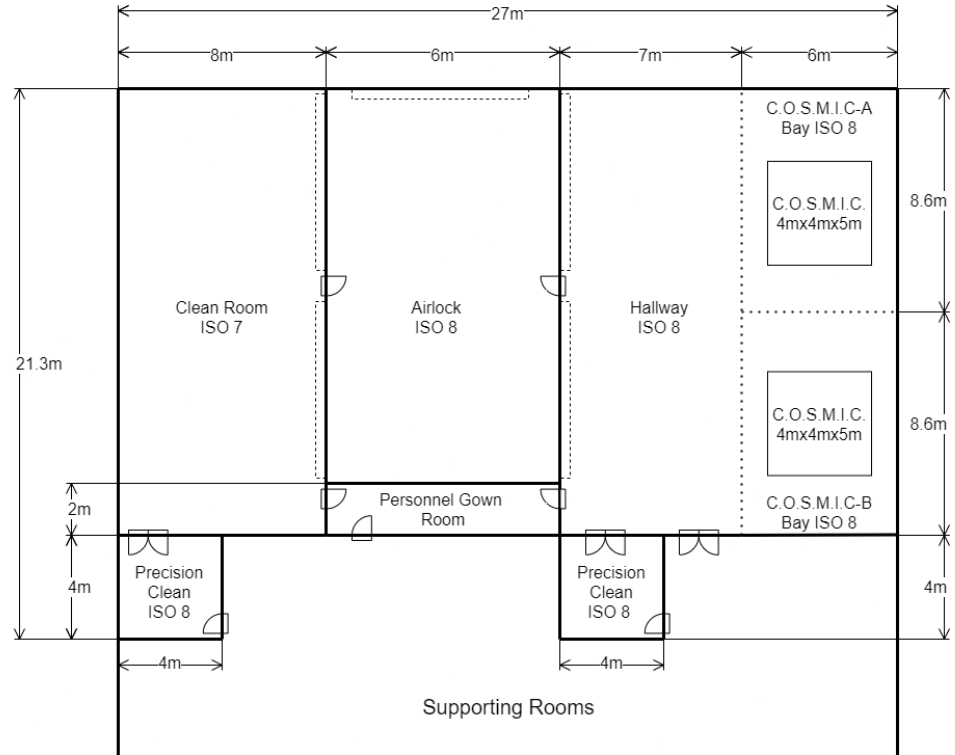 27m
8m
6m
7m
6m
C.O.S.M.I.C-A
Bay ISO 8
C.O.S.M.I.C.
4mx4mx5m
8.6m
Clean Room
ISO 7
Airlock
ISO 8
Hallway
ISO 8
21.3m
C.O.S.M.I.C.
4mx4mx5m
8.6m
2m
Personnel Gown
Room
C.O.S.M.I.C-B
Bay ISO 8
4m
Precision
Clean
ISO 8
Precision
Clean
ISO 8
4m
4m
4m
Supporting Rooms